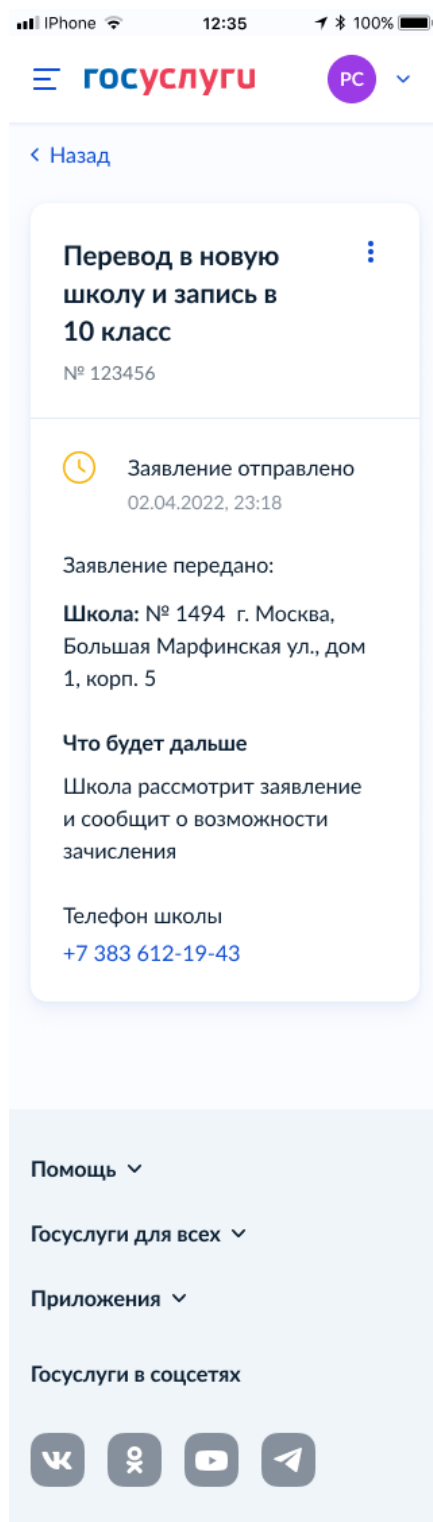 IPhone 12:35 100%
госуслуги РС
Назад
Перевод в новую
школу и запись в
10 класс
№ 123456
Заявление отправлено
02.04.2022, 23:18
Заявление передано:
Школа: № 1494 г. Москва,
Большая Марфинская ул., дом
1, корп. 5
Что будет дальше
Школа рассмотрит заявление
и сообщит о возможности
зачисления
Телефон школы
+7 383 612-19-43
Помощь
Госуслуги для всех
Приложения
Госуслуги в соцсетях